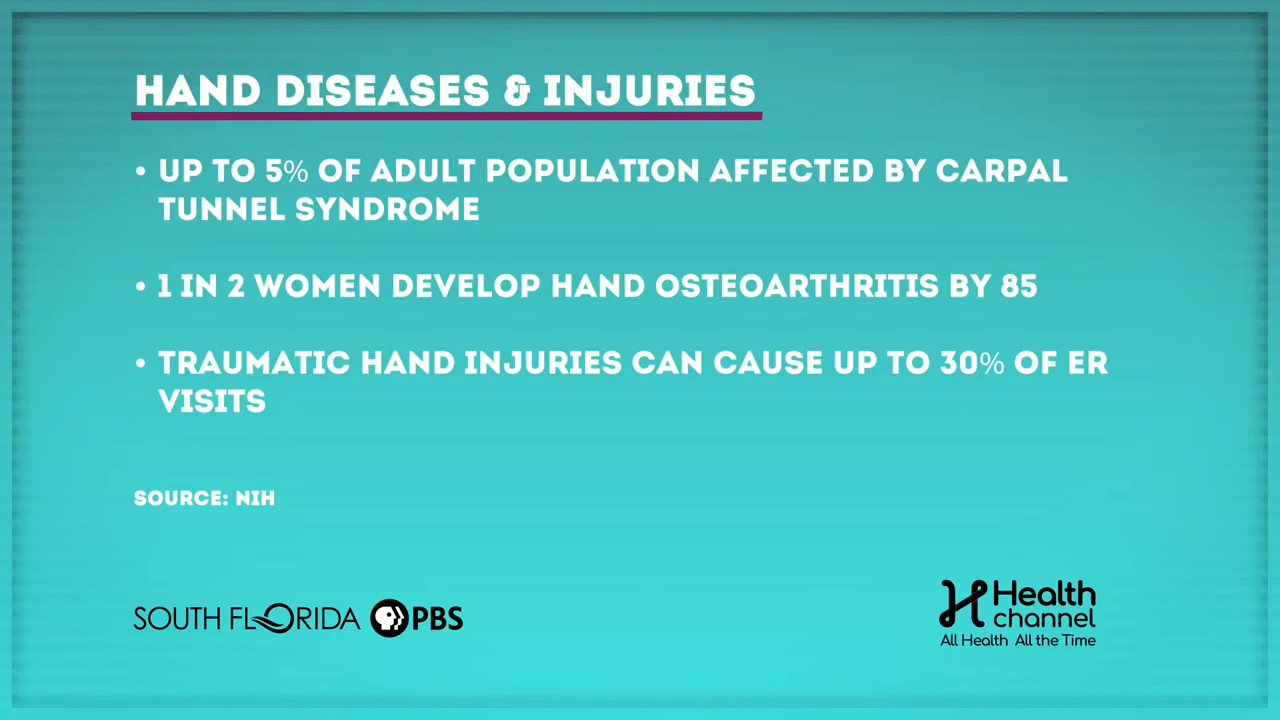 HAND DISEASES & INJURIES
• UP TO 5% OF ADULT POPULATION AFFECTED BY CARPAL
TUNNEL SYNDROME
• 1 IN 2 WOMEN DEVELOP HAND OSTEOARTHRITIS BY 85
• TRAUMATIC HAND INJURIES CAN CAUSE UP TO 30% OF ER
VISITS
SOURCE: NIH
SOUTH FLORIDA PBS
Health
channel
All Health All the Time